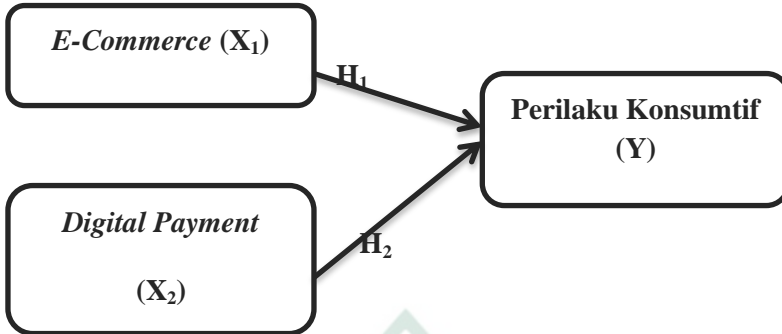 E-Commerce (X₁)
H₁
Perilaku Konsumtif
(Y)
Digital Payment
(X₂)
H₂